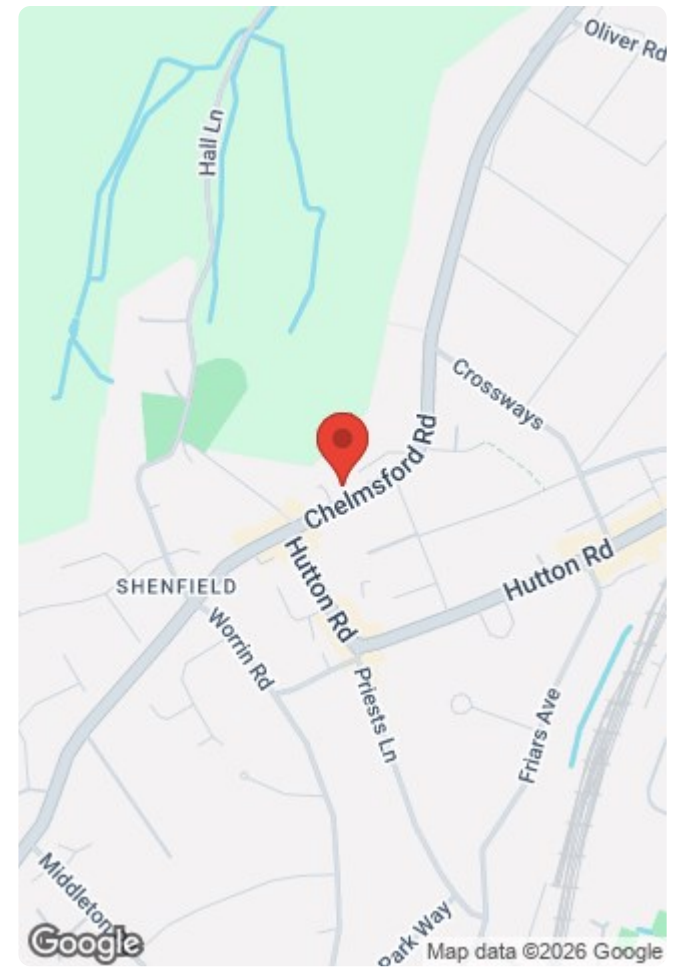 Oliver Rd
Hall Ln
Crossways
Chelmsford Rd
SHENFIELD
Hutton Rd
Hutton Rd
Worrin Rd
Priests Ln
Friars Ave
Middleton
Park Way
Google
Map data ©2026 Google